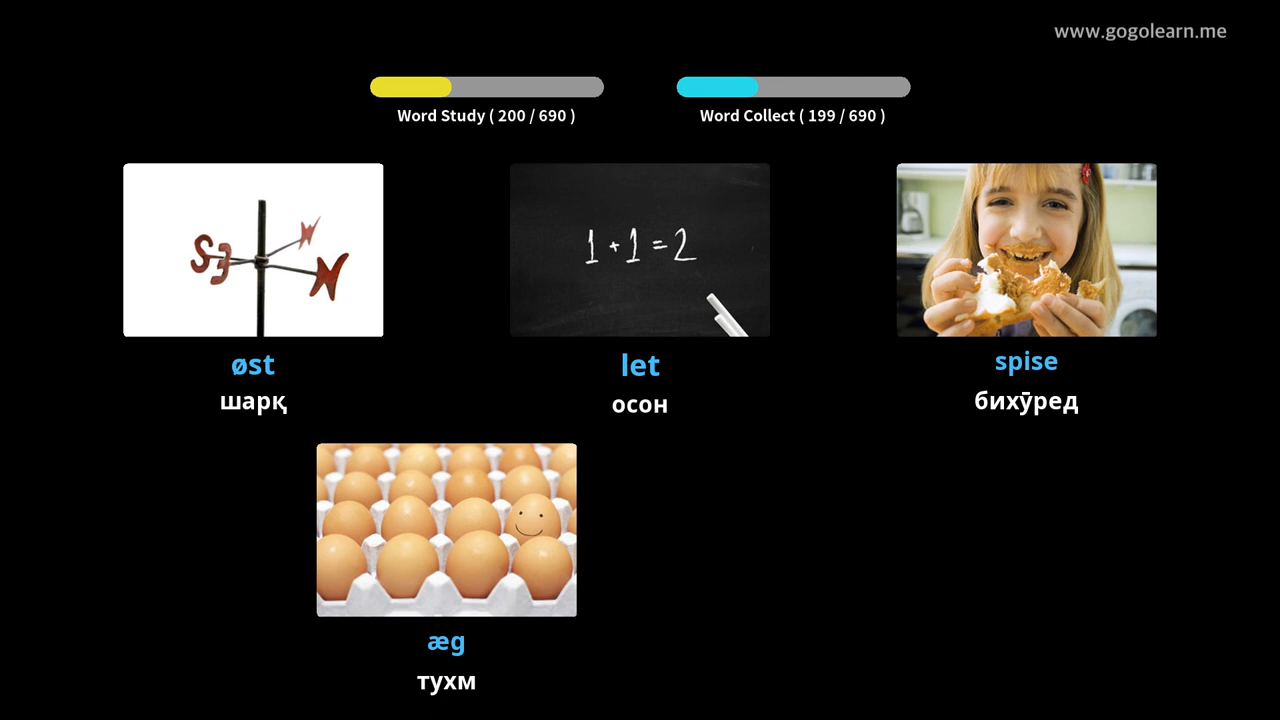 www.gogolearn.me
Word Study ( 200 / 690 )
Word Collect ( 199 / 690 )
S E N W
1 + 1 = 2
øst
let
spise
шарқ
осон
бихӯред
æg
тухм